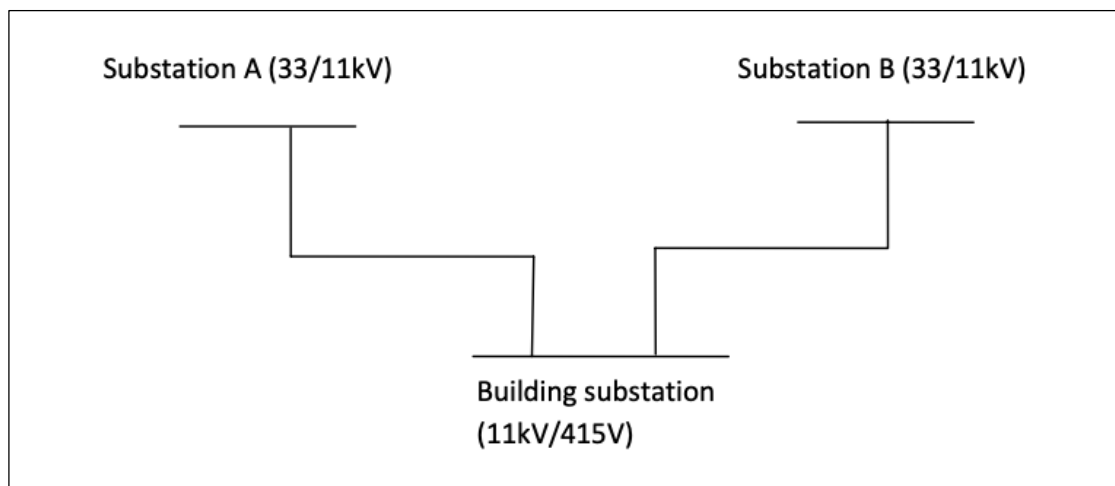 Substation A (33/11kV)
Substation B (33/11kV)
Building substation
(11kV/415V)